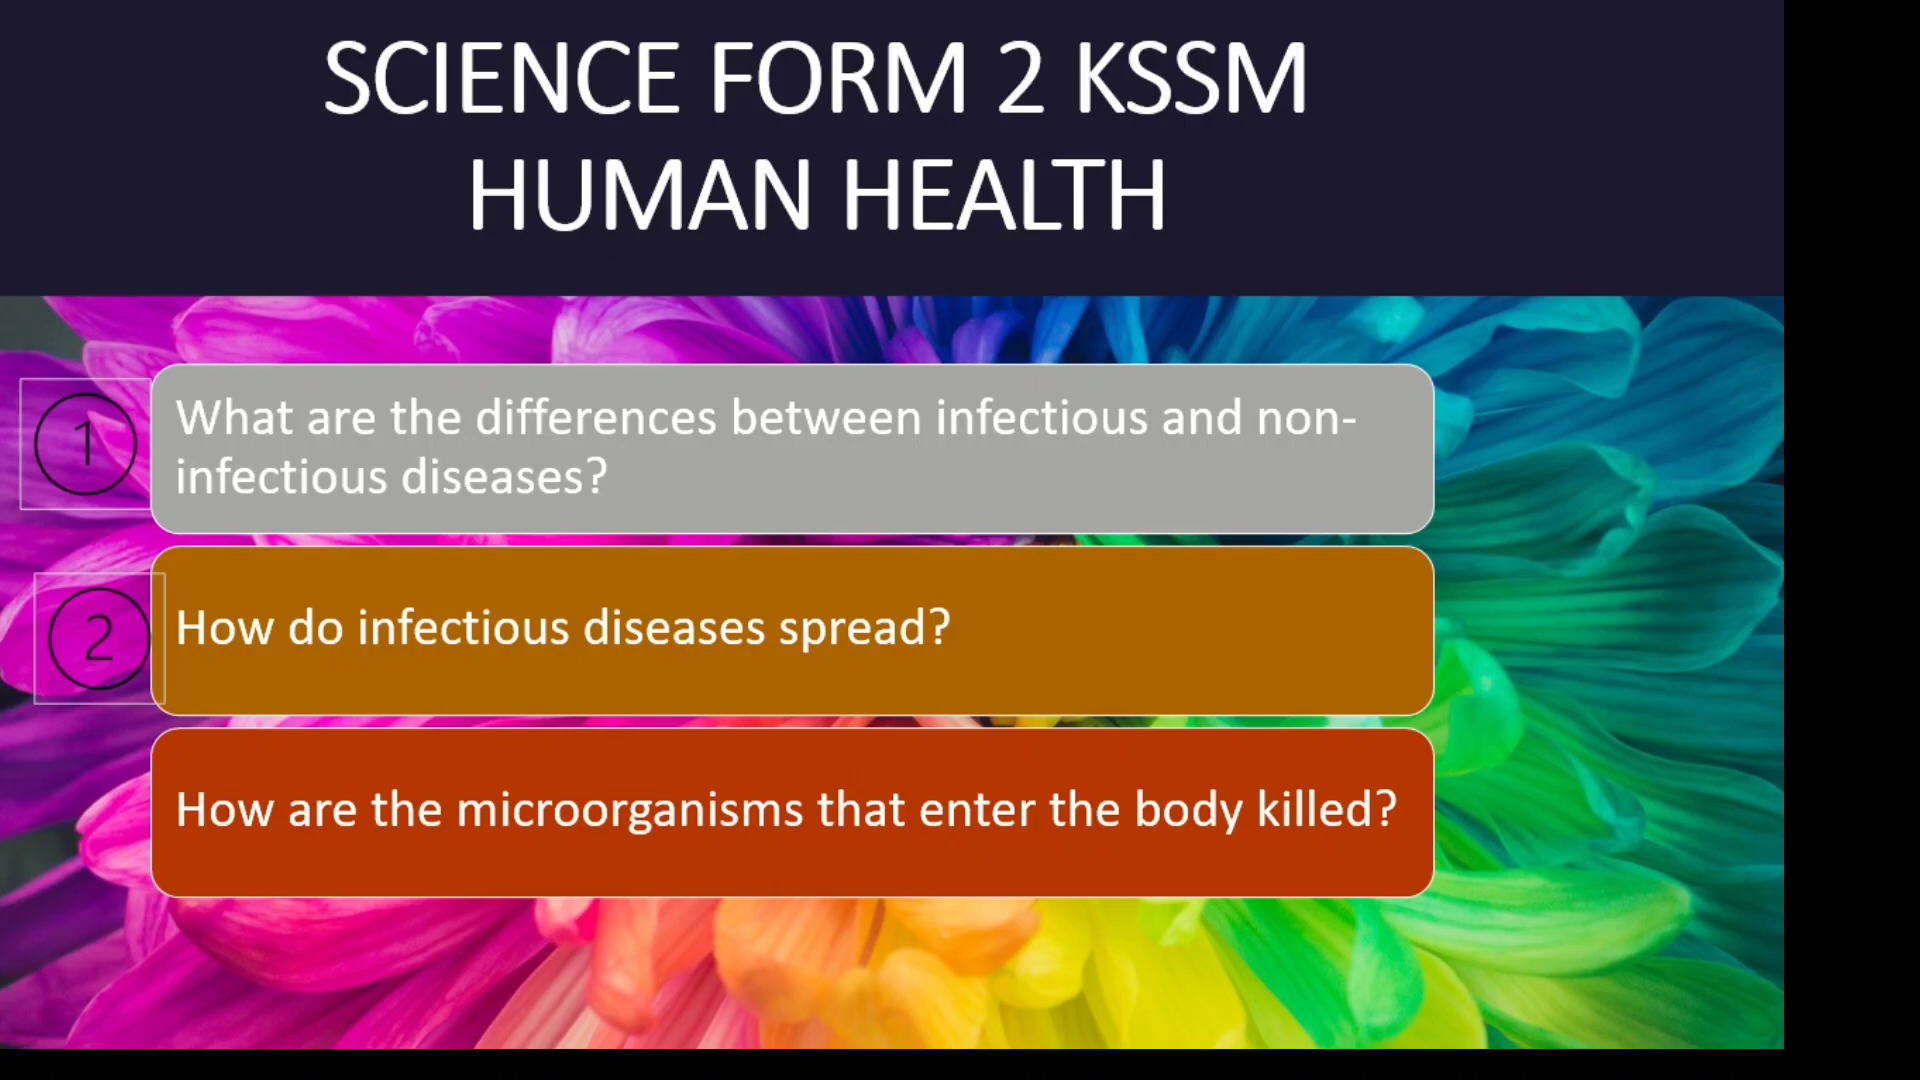 SCIENCE FORM 2 KSSM
HUMAN HEALTH
1
What are the differences between infectious and non-
infectious diseases?
2
How do infectious diseases spread?
How are the microorganisms that enter the body killed?